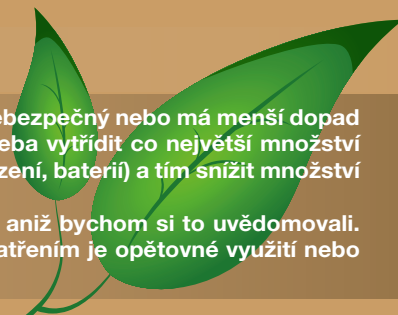 ebezpečný nebo má menší dopad
eba vytřídit co největší množství
zení, baterií) a tím snížit množství
aniž bychom si to uvědomovali.
atřením je opětovné využití nebo